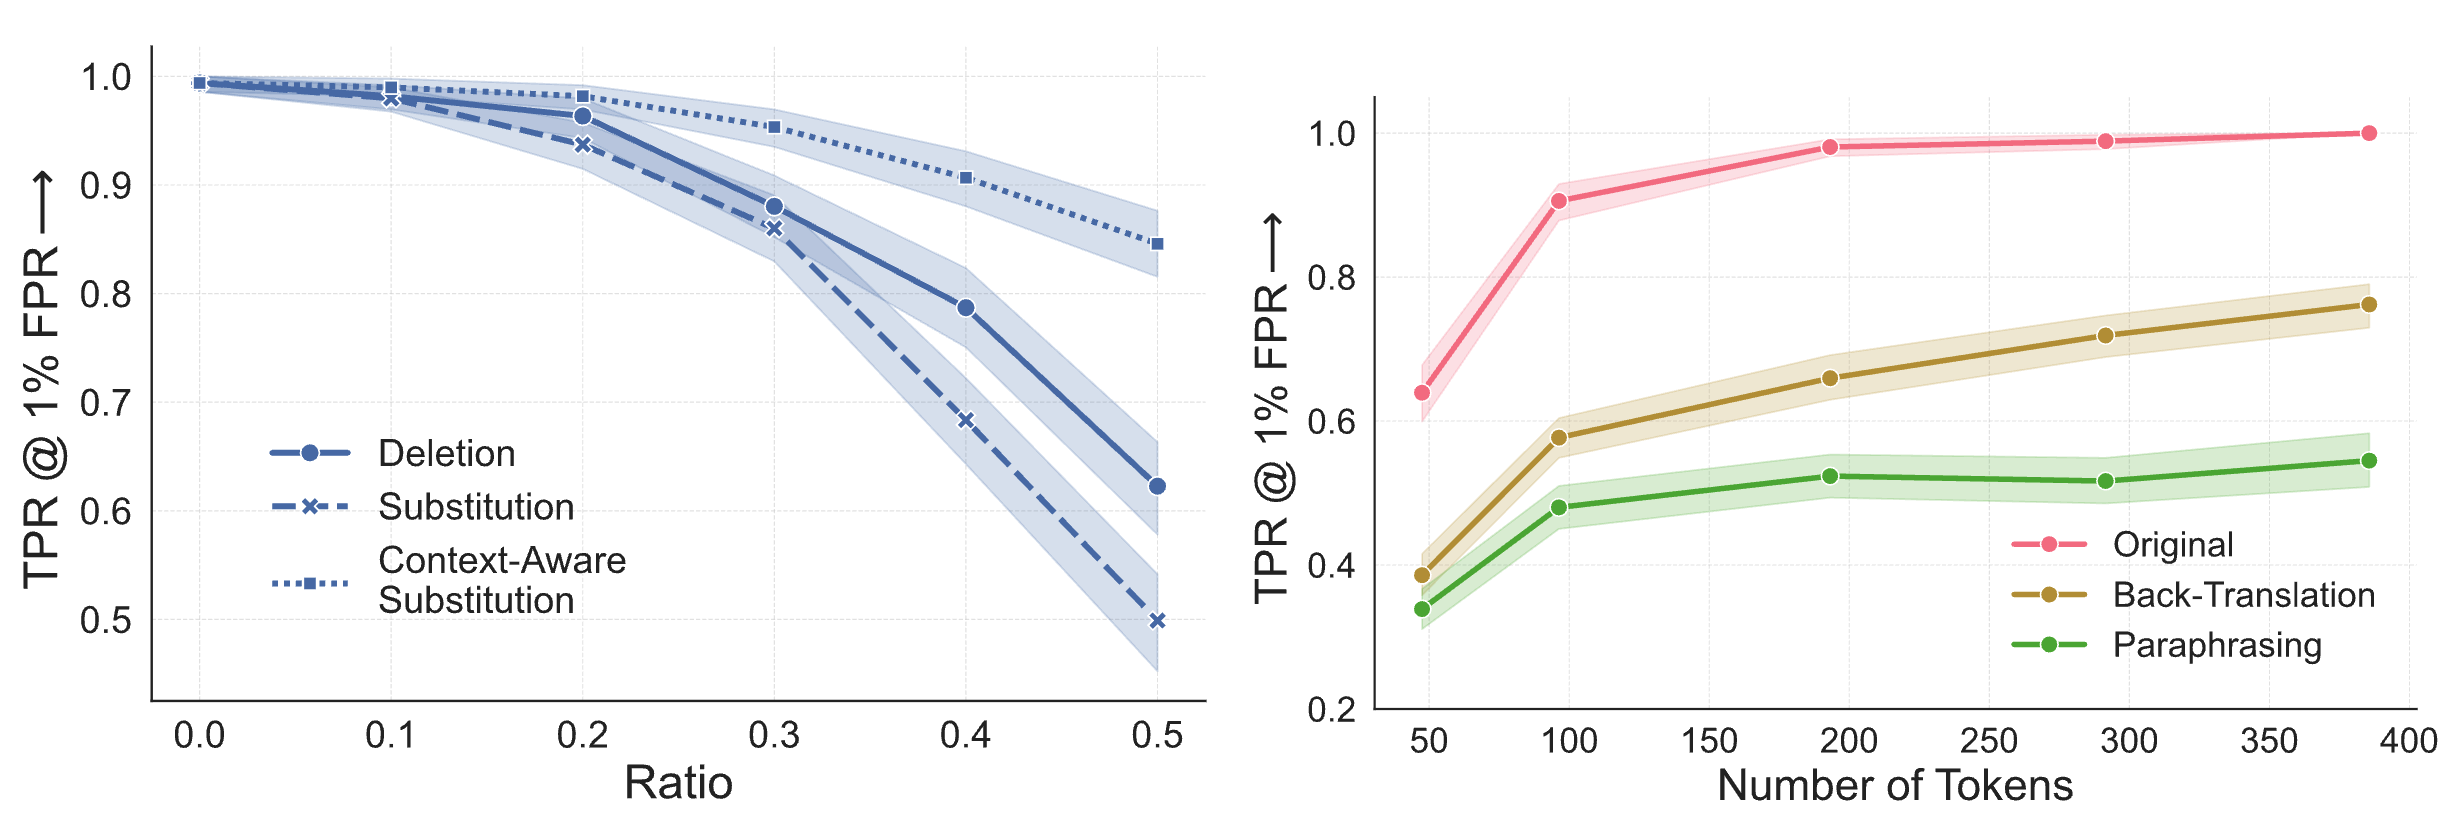 TPR @ 1% FPR ⟶
1.0
0.9
0.8
0.7
0.6
0.5
Deletion
Substitution
Context-Aware
Substitution
0.0 0.1 0.2 0.3 0.4 0.5
Ratio
TPR @ 1% FPR ⟶
1.0
0.8
0.6
0.4
0.2
Original
Back-Translation
Paraphrasing
50 100 150 200 250 300 350 400
Number of Tokens